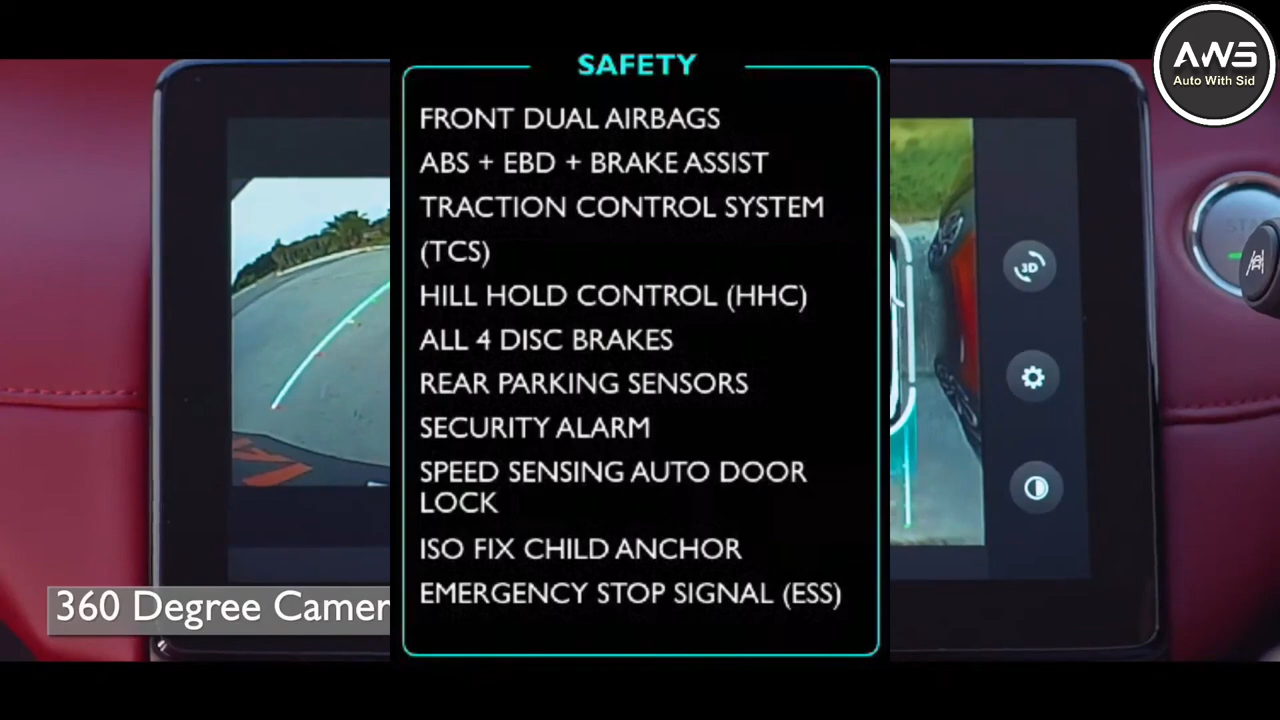 AWS
Auto With Sid
SAFETY
FRONT DUAL AIRBAGS
ABS + EBD + BRAKE ASSIST
TRACTION CONTROL SYSTEM
(TCS)
HILL HOLD CONTROL (HHC)
ALL 4 DISC BRAKES
REAR PARKING SENSORS
SECURITY ALARM
SPEED SENSING AUTO DOOR
LOCK
ISO FIX CHILD ANCHOR
EMERGENCY STOP SIGNAL (ESS)
3D
360 Degree Camer